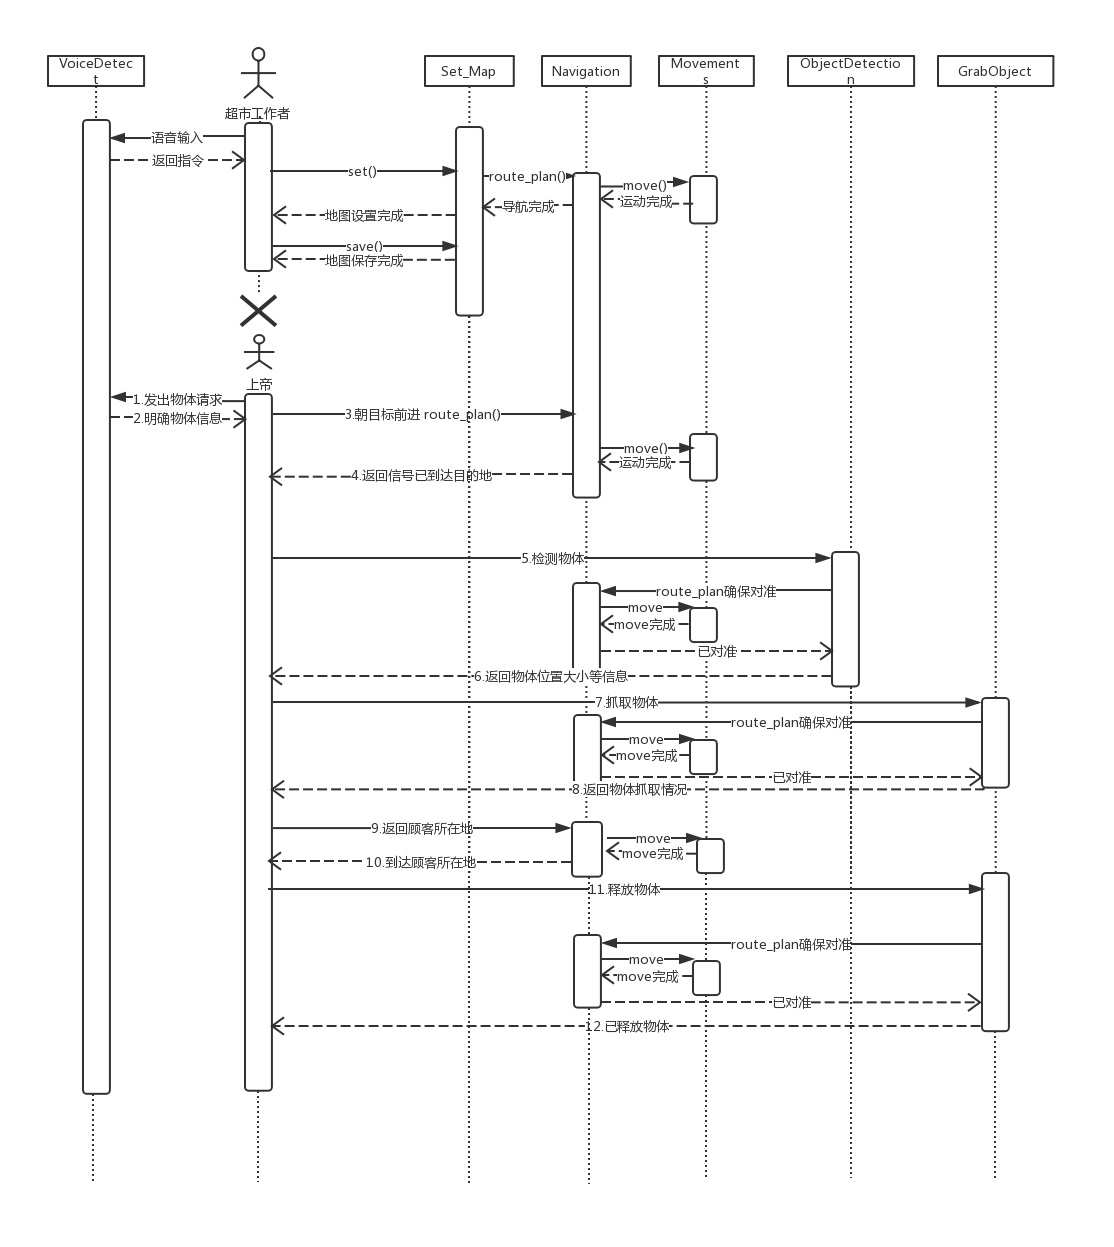 VoiceDetec
t
超市工作者
Set_Map
Navigation
Movement
s
ObjectDetectio
n
GrabObject
语音输入
返回指令
set()
route_plan()
move()
运动完成
导航完成
地图设置完成
save()
地图保存完成
上帝
1.发出物体请求
2.明确物体信息
3.朝目标前进 route_plan()
move()
运动完成
4.返回信号已到达目的地
5.检测物体
route_plan确保对准
move
move完成
已对准
6.返回物体位置大小等信息
7.抓取物体
route_plan确保对准
move
move完成
已对准
8.返回物体抓取情况
9.返回顾客所在地
move
move完成
10.到达顾客所在地
11.释放物体
route_plan确保对准
move
move完成
已对准
12.已释放物体